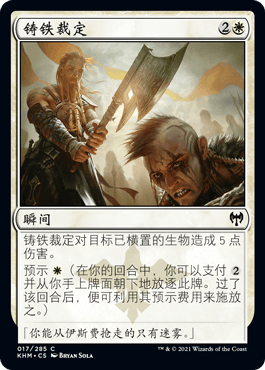 铸铁裁定 2
瞬间
铸铁裁定对目标已横置的生物造成5点
伤害。
预示（在你的回合中，你可以支付2
并从你手上牌面朝下地放逐此牌。过了
该回合后，便可利用其预示费用来施放
之。）
「你能从伊斯费抢走的只有迷雾。」
017/285 C
KHM • CS BRYAN SOLA
™ & © 2021 Wizards of the Coast